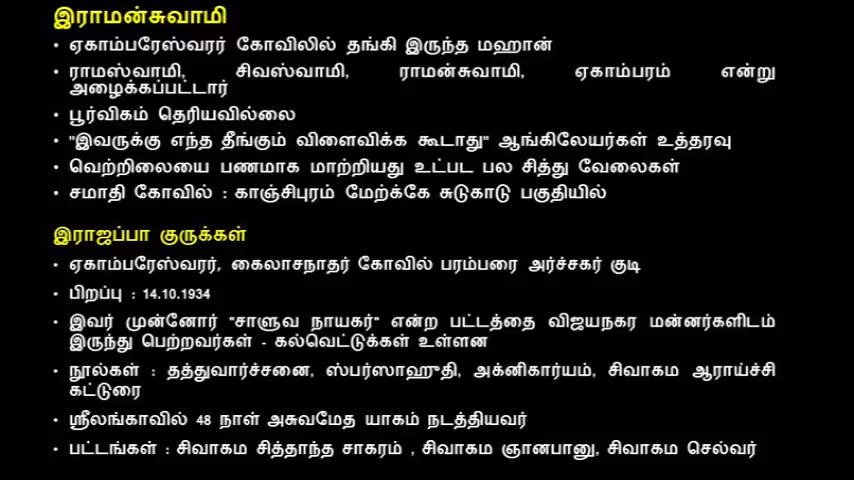 இராமன்சுவாமி
• ஏகாம்பரேஸ்வரர் கோவிலில் தங்கி இருந்த மஹான்
• ராமஸ்வாமி, சிவஸ்வாமி, ராமன்சுவாமி, ஏகாம்பரம் என்று
அழைக்கப்பட்டார்
• பூர்விகம் தெரியவில்லை
• "இவருக்கு எந்த தீங்கும் விளைவிக்க கூடாது" ஆங்கிலேயர்கள் உத்தரவு
• வெற்றிலையை பணமாக மாற்றியது உட்பட பல சித்து வேலைகள்
• சமாதி கோவில் : காஞ்சிபுரம் மேற்க்கே சுடுகாடு பகுதியில்
இராஜப்பா குருக்கள்
• ஏகாம்பரேஸ்வரர், கைலாசநாதர் கோவில் பரம்பரை அர்ச்சகர் குடி
• பிறப்பு : 14.10.1934
• இவர் முன்னோர் "சாளுவ நாயகர்" என்ற பட்டத்தை விஜயநகர மன்னர்களிடம்
இருந்து பெற்றவர்கள் - கல்வெட்டுக்கள் உள்ளன
• நூல்கள் : தத்துவார்ச்சனை, ஸ்பர்ஸாஹுதி, அக்னிகார்யம், சிவாகம ஆராய்ச்சி
கட்டுரை
• ஸ்ரீலங்காவில் 48 நாள் அசுவமேத யாகம் நடத்தியவர்
• பட்டங்கள் : சிவாகம சித்தாந்த சாகரம் , சிவாகம ஞானபானு, சிவாகம செல்வர்